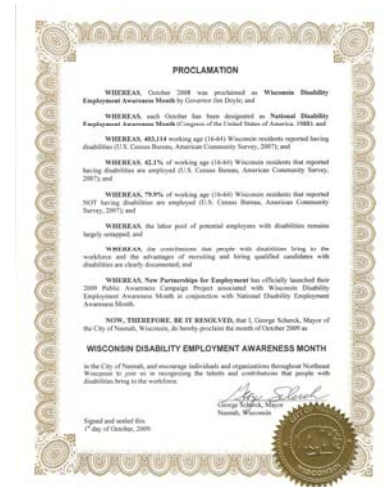 PROCLAMATION
WHEREAS, October 2008 was proclaimed as Wisconsin Disability
Employment Awareness Month by Governor Jim Doyle; and
WHEREAS, each October has been designated as National Disability
Employment Awareness Month (Congress of the United States of America, 1988); and
WHEREAS, 403,114 working age (16-64) Wisconsin residents reported having
disabilities (U.S. Census Bureau, American Community Survey, 2007); and
WHEREAS, 42.1% of working age (16-64) Wisconsin residents that reported
having disabilities are employed (U.S. Census Bureau, American Community Survey,
2007); and
WHEREAS, 79.9% of working age (16-64) Wisconsin residents that reported
NOT having disabilities are employed (U.S. Census Bureau, American Community
Survey, 2007); and
WHEREAS, the labor pool of potential employees with disabilities remains
largely untapped; and
WHEREAS, the contributions that people with disabilities bring to the
workforce and the advantages of recruiting and hiring qualified candidates with
disabilities are clearly documented, and
WHEREAS, New Partnerships for Employment has officially launched their
2009 Public Awareness Campaign Project associated with Wisconsin Disability
Employment Awareness Month in conjunction with National Disability Employment
Awareness Month.
NOW, THEREFORE, BE IT RESOLVED, that I, George Scherck, Mayor of
the City of Neenah, Wisconsin, do hereby proclaim the month of October 2009 as
WISCONSIN DISABILITY EMPLOYMENT AWARENESS MONTH
in the City of Neenah, and encourage individuals and organizations throughout Northeast
Wisconsin to join us in recognizing the talents and contributions that people with
disabilities bring to the workforce.
George Scherck, Mayor
Neenah, Wisconsin
Signed and sealed this
1st day of October, 2009.
WISCONSIN